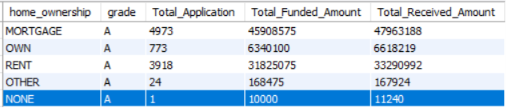 home_ownership grade Total_Application Total_Funded_Amount Total_Received_Amount
MORTGAGE A 4973 45908575 47963188
OWN A 773 6340100 6618219
RENT A 3918 31825075 33290992
OTHER A 24 168475 167924
NONE A 1 10000 11240